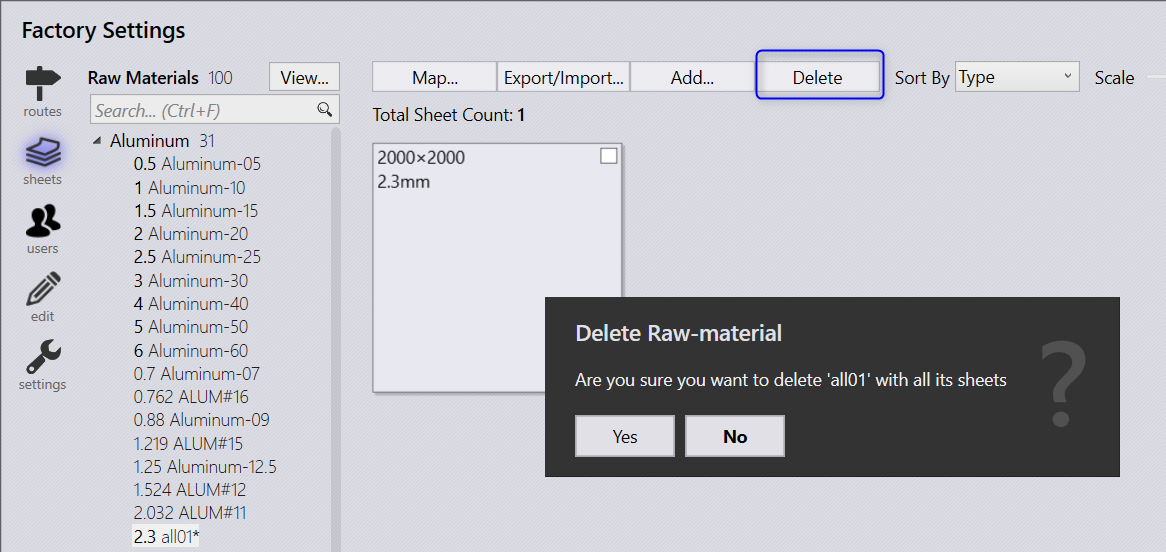 Factory Settings
routes
sheets
users
edit
settings
Raw Materials 100 View...
Search... (Ctrl+F)
Aluminum 31
0.5 Aluminum-05
1 Aluminum-10
1.5 Aluminum-15
2 Aluminum-20
2.5 Aluminum-25
3 Aluminum-30
4 Aluminum-40
5 Aluminum-50
6 Aluminum-60
0.7 Aluminum-07
0.762 ALUM#16
0.88 Aluminum-09
1.219 ALUM#15
1.25 Aluminum-12.5
1.524 ALUM#12
2.032 ALUM#11
2.3 all01*
Map... Export/Import... Add... Delete Sort By Type Scale
Total Sheet Count: 1
2000×2000
2.3mm
Delete Raw-material
Are you sure you want to delete 'all01' with all its sheets
?
Yes No